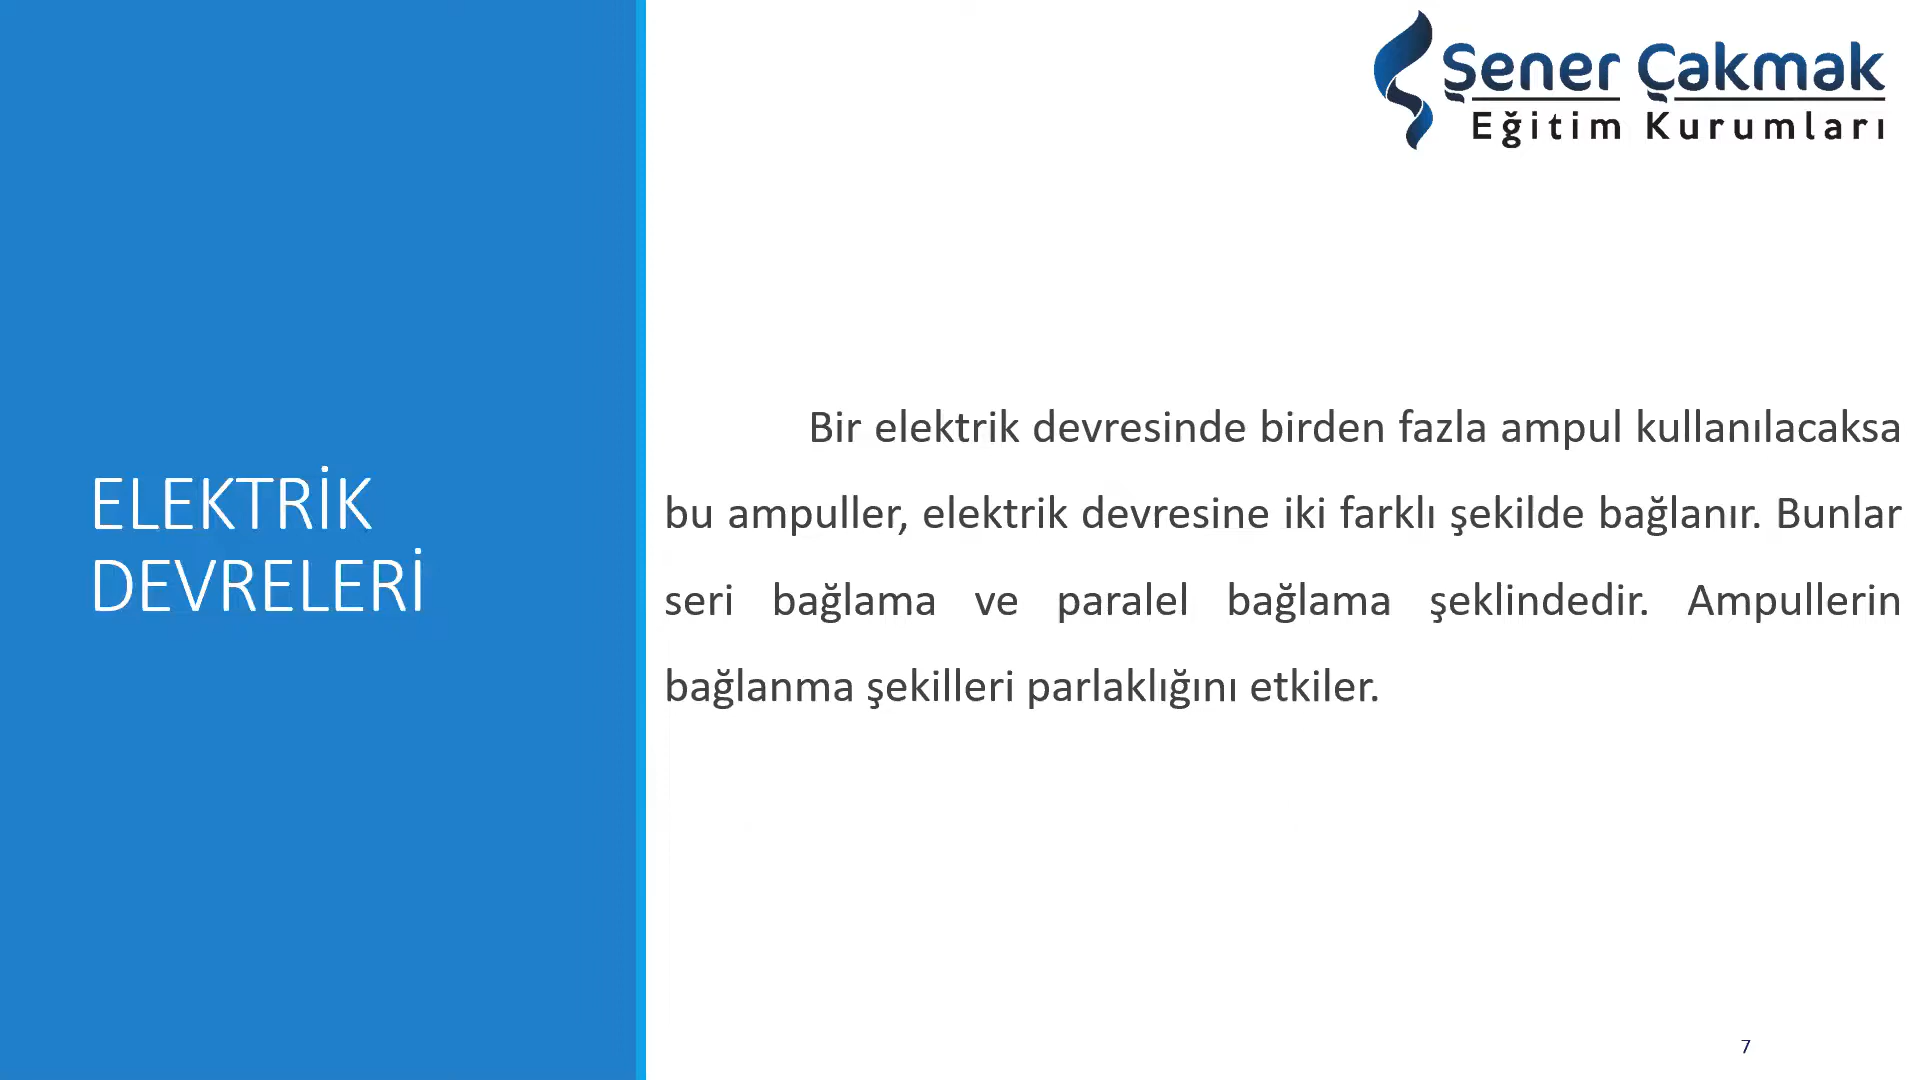 Şener Çakmak
Eğitim Kurumları
ELEKTRİK
DEVRELERİ
Bir elektrik devresinde birden fazla ampul kullanılacaksa
bu ampuller, elektrik devresine iki farklı şekilde bağlanır. Bunlar
seri bağlama ve paralel bağlama şeklindedir. Ampullerin
bağlanma şekilleri parlaklığını etkiler.
7